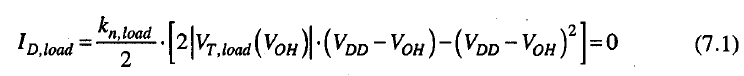 I_{D,load} = \frac{k_{n,load}}{2} \cdot \left[ 2 \left| V_{T,load} (V_{OH}) \right| \cdot (V_{DD} - V_{OH}) - (V_{DD} - V_{OH})^2 \right] = 0 (7.1)